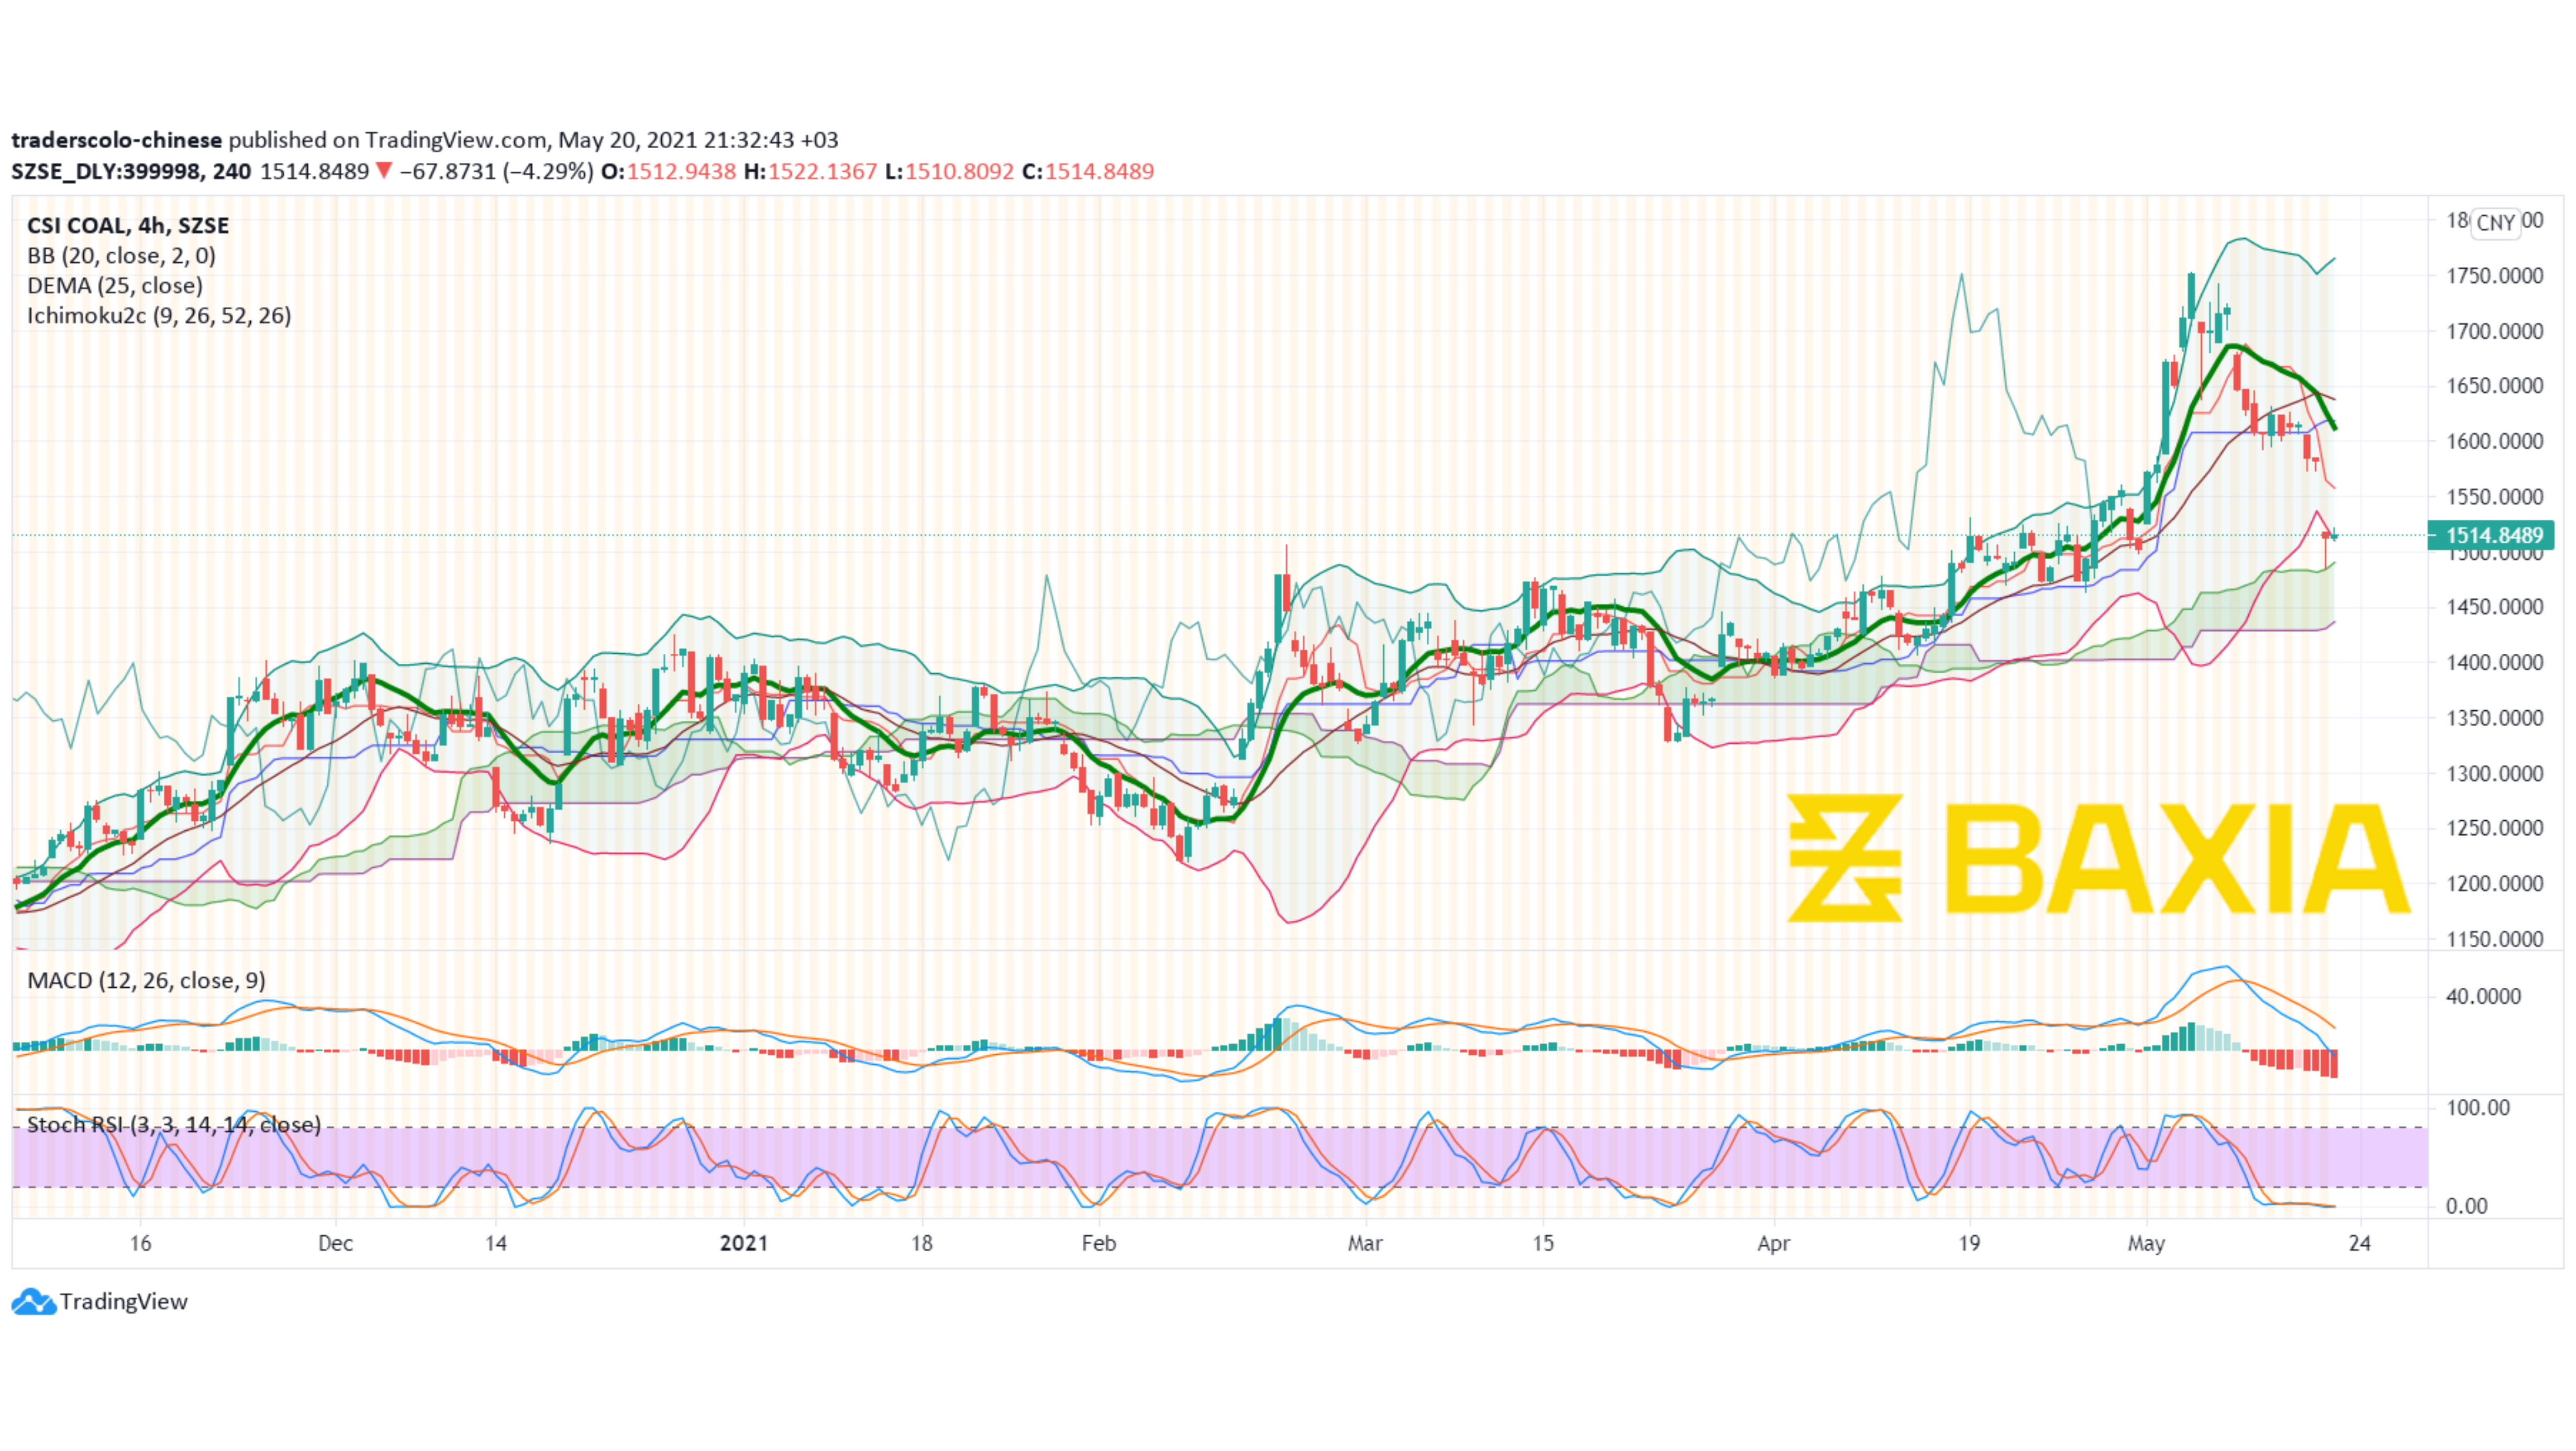 traderscolo-chinese published on TradingView.com, May 20, 2021 21:32:43 +03
SZSE_DLY:399998, 240 1514.8489 ▼ −67.8731 (−4.29%) O:1512.9438 H:1522.1367 L:1510.8092 C:1514.8489
CSI COAL, 4h, SZSE
BB (20, close, 2, 0)
DEMA (25, close)
Ichimoku2c (9, 26, 52, 26)
CNY
1750.0000
1700.0000
1650.0000
1600.0000
1550.0000
1514.8489
1500.0000
1450.0000
1400.0000
1350.0000
1300.0000
1250.0000
1200.0000
1150.0000
BAXIA
MACD (12, 26, close, 9)
40.0000
Stoch RSI (3, 3, 14, 14, close)
100.00
0.00
16 Dec 14 2021 18 Feb Mar 15 Apr 19 May 24
TradingView